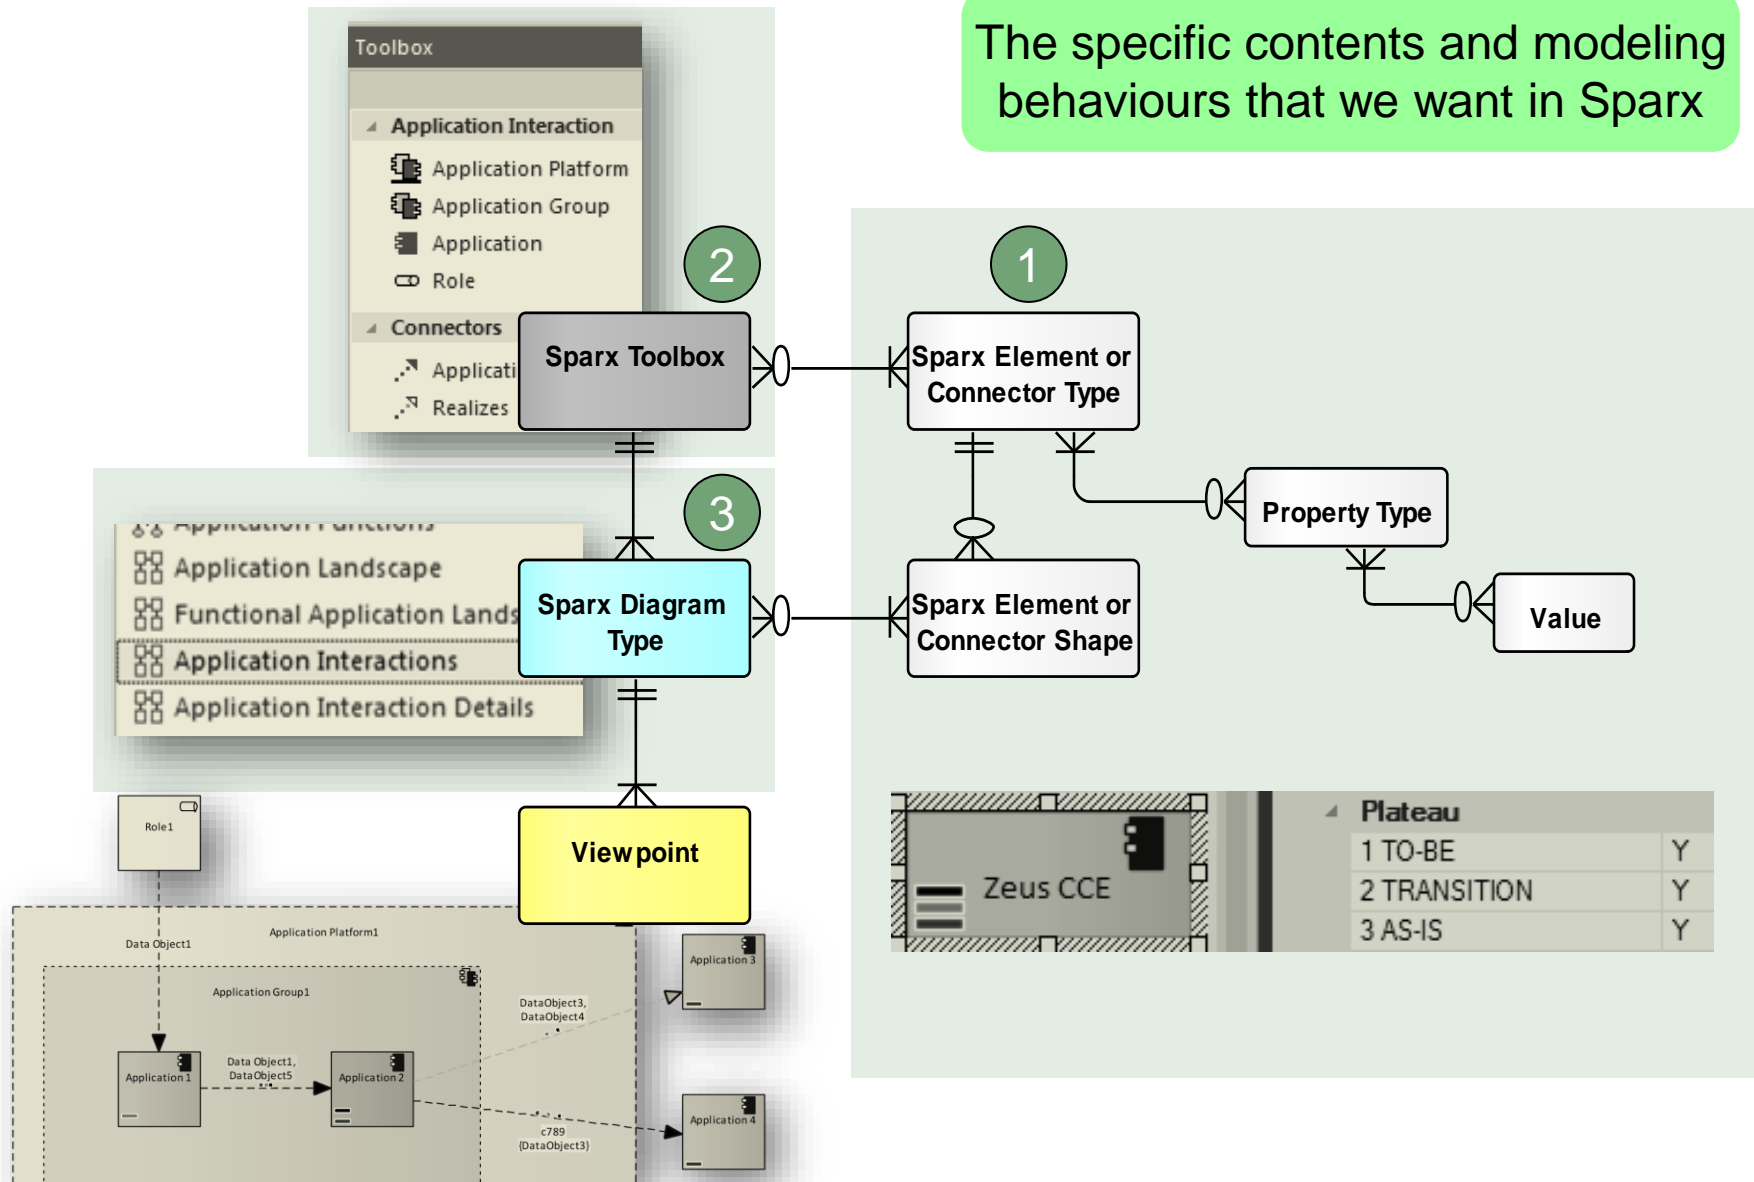 The specific contents and modeling
behaviours that we want in Sparx
Toolbox
Application Interaction
Application Platform
Application Group
Application
Role
Connectors
Applicati
Realizes
2
1
Sparx Toolbox
Sparx Element or
Connector Type
3
Property Type
Value
Application Functions
Application Landscape
Functional Application Lands
Application Interactions
Application Interaction Details
Sparx Diagram
Type
Sparx Element or
Connector Shape
Viewpoint
Zeus CCE
Plateau
1 TO-BE Y
2 TRANSITION Y
3 AS-IS Y
Role1
Data Object1
Application Platform1
Application Group1
Application 1
Data Object1,
DataObject5
Application 2
DataObject3,
DataObject4
Application 3
c789
{DataObject3}
Application 4